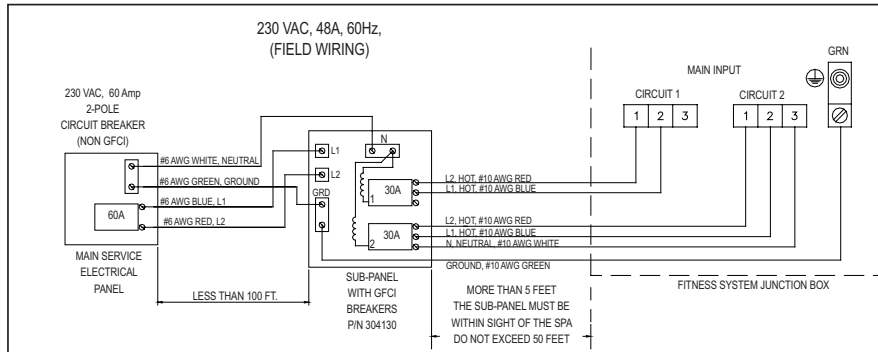 230 VAC, 48A, 60Hz,
(FIELD WIRING)
230 VAC, 60 Amp
2-POLE
CIRCUIT BREAKER
(NON GFCI)
#6 AWG WHITE, NEUTRAL
#6 AWG GREEN, GROUND
#6 AWG BLUE, L1
#6 AWG RED, L2
60A
MAIN SERVICE
ELECTRICAL
PANEL
LESS THAN 100 FT.
L1
L2
GRD
N
30A
1
30A
2
SUB-PANEL
WITH GFCI
BREAKERS
P/N 304130
L2, HOT, #10 AWG RED
L1, HOT, #10 AWG BLUE
L2, HOT, #10 AWG RED
L1, HOT, #10 AWG BLUE
N, NEUTRAL, #10 AWG WHITE
GROUND, #10 AWG GREEN
MORE THAN 5 FEET
THE SUB-PANEL MUST BE
WITHIN SIGHT OF THE SPA
DO NOT EXCEED 50 FEET
MAIN INPUT
CIRCUIT 1
1 2 3
CIRCUIT 2
1 2 3
GRN
FITNESS SYSTEM JUNCTION BOX